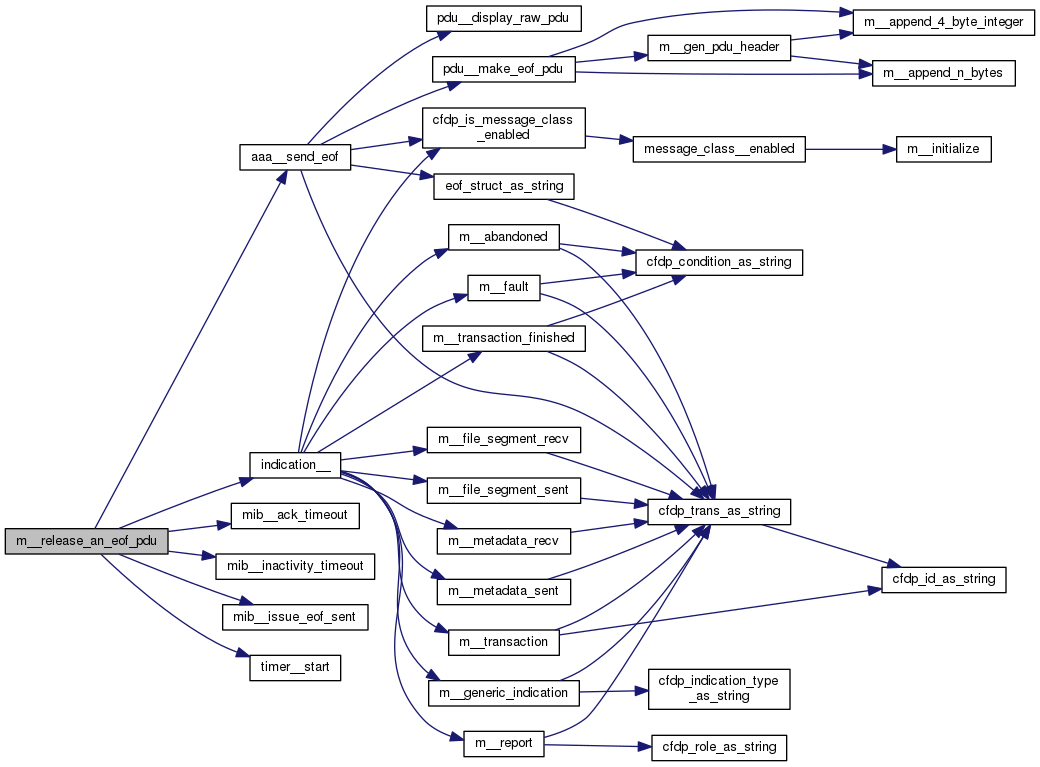 pdu__display_raw_pdu
m__append_4_byte_integer
m__gen_pdu_header
pdu__make_eof_pdu
m__append_n_bytes
cfdp_is_message_class
_enabled
message_class__enabled
m__initialize
aaa__send_eof
eof_struct_as_string
m__abandoned
cfdp_condition_as_string
m__fault
m__transaction_finished
m__file_segment_recv
indication__
m__file_segment_sent
cfdp_trans_as_string
mib__ack_timeout
m__release_an_eof_pdu
m__metadata_recv
mib__inactivity_timeout
cfdp_id_as_string
m__metadata_sent
mib__issue_eof_sent
m__transaction
timer__start
cfdp_indication_type
_as_string
m__generic_indication
m__report
cfdp_role_as_string